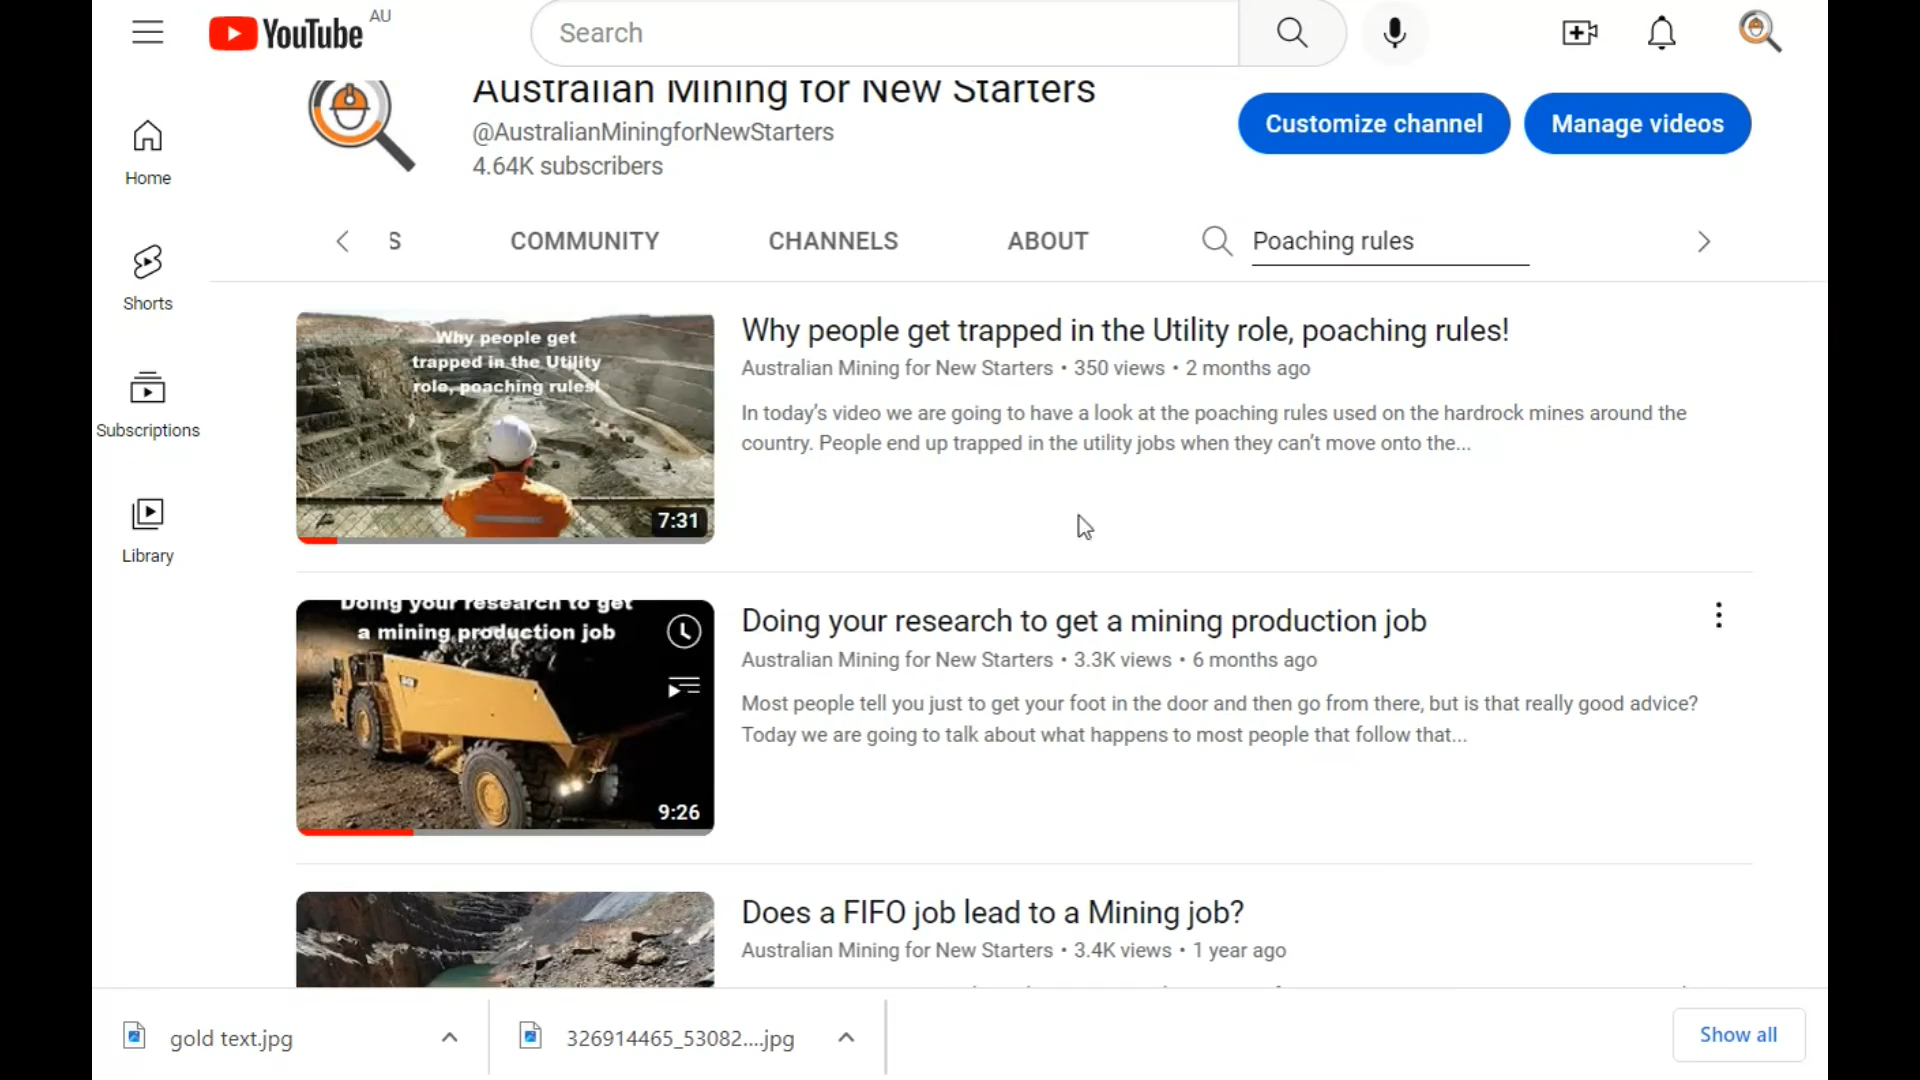 YouTube AU
Search
Australian Mining for New Starters
@AustralianMiningforNewStarters
4.64K subscribers
Customize channel
Manage videos
Home
Shorts
Subscriptions
Library
S
COMMUNITY
CHANNELS
ABOUT
Poaching rules
Why people get
trapped in the Utility
role, poaching rules!
7:31
Why people get trapped in the Utility role, poaching rules!
Australian Mining for New Starters • 350 views • 2 months ago
In today’s video we are going to have a look at the poaching rules used on the hardrock mines around the
country. People end up trapped in the utility jobs when they can’t move onto the...
Doing your research to get
a mining production job
9:26
Doing your research to get a mining production job
Australian Mining for New Starters • 3.3K views • 6 months ago
Most people tell you just to get your foot in the door and then go from there, but is that really good advice?
Today we are going to talk about what happens to most people that follow that...
Does a FIFO job lead to a Mining job?
Australian Mining for New Starters • 3.4K views • 1 year ago
gold text.jpg
326914465_53082....jpg
Show all